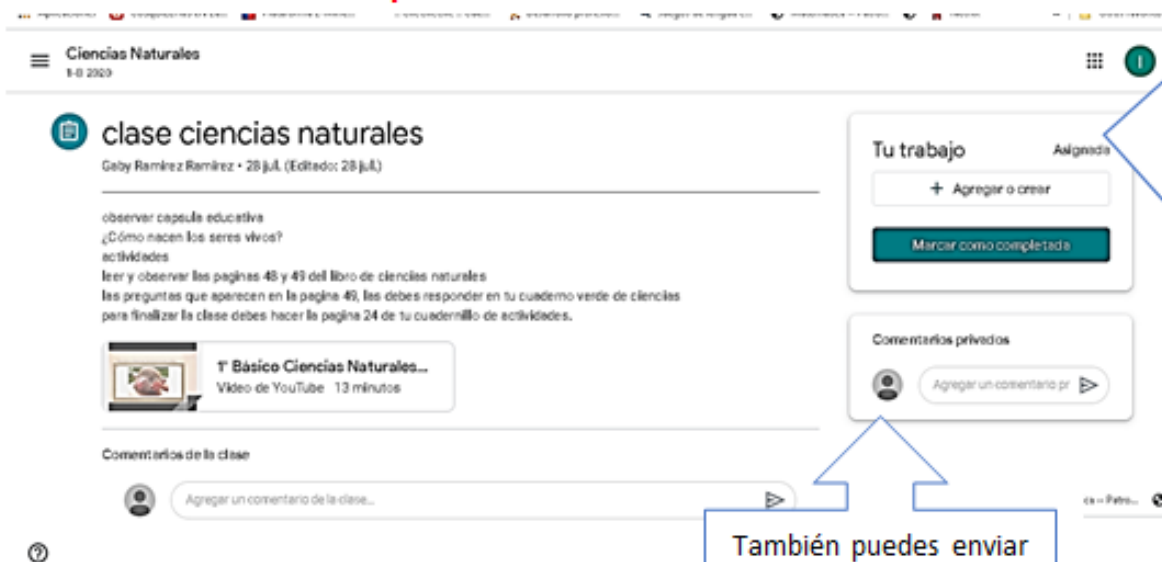 Ciencias Naturales
1-B 2020
clase ciencias naturales
Gaby Ramírez Ramírez • 28 jul. (Editado: 28 jul.)
observar capsula educativa
¿Cómo nacen los seres vivos?
actividades
leer y observar las paginas 48 y 49 del libro de ciencias naturales
las preguntas que aparecen en la pagina 49, las debes responder en tu cuaderno verde de ciencias
para finalizar la clase debes hacer la pagina 24 de tu cuadernillo de actividades.
1° Básico Ciencias Naturales...
Video de YouTube 13 minutos
Comentarios de la clase
Agregar un comentario de la clase...
Tu trabajo
Asignada
+ Agregar o crear
Marcar como completada
Comentarios privados
Agregar un comentario pr
También puedes enviar